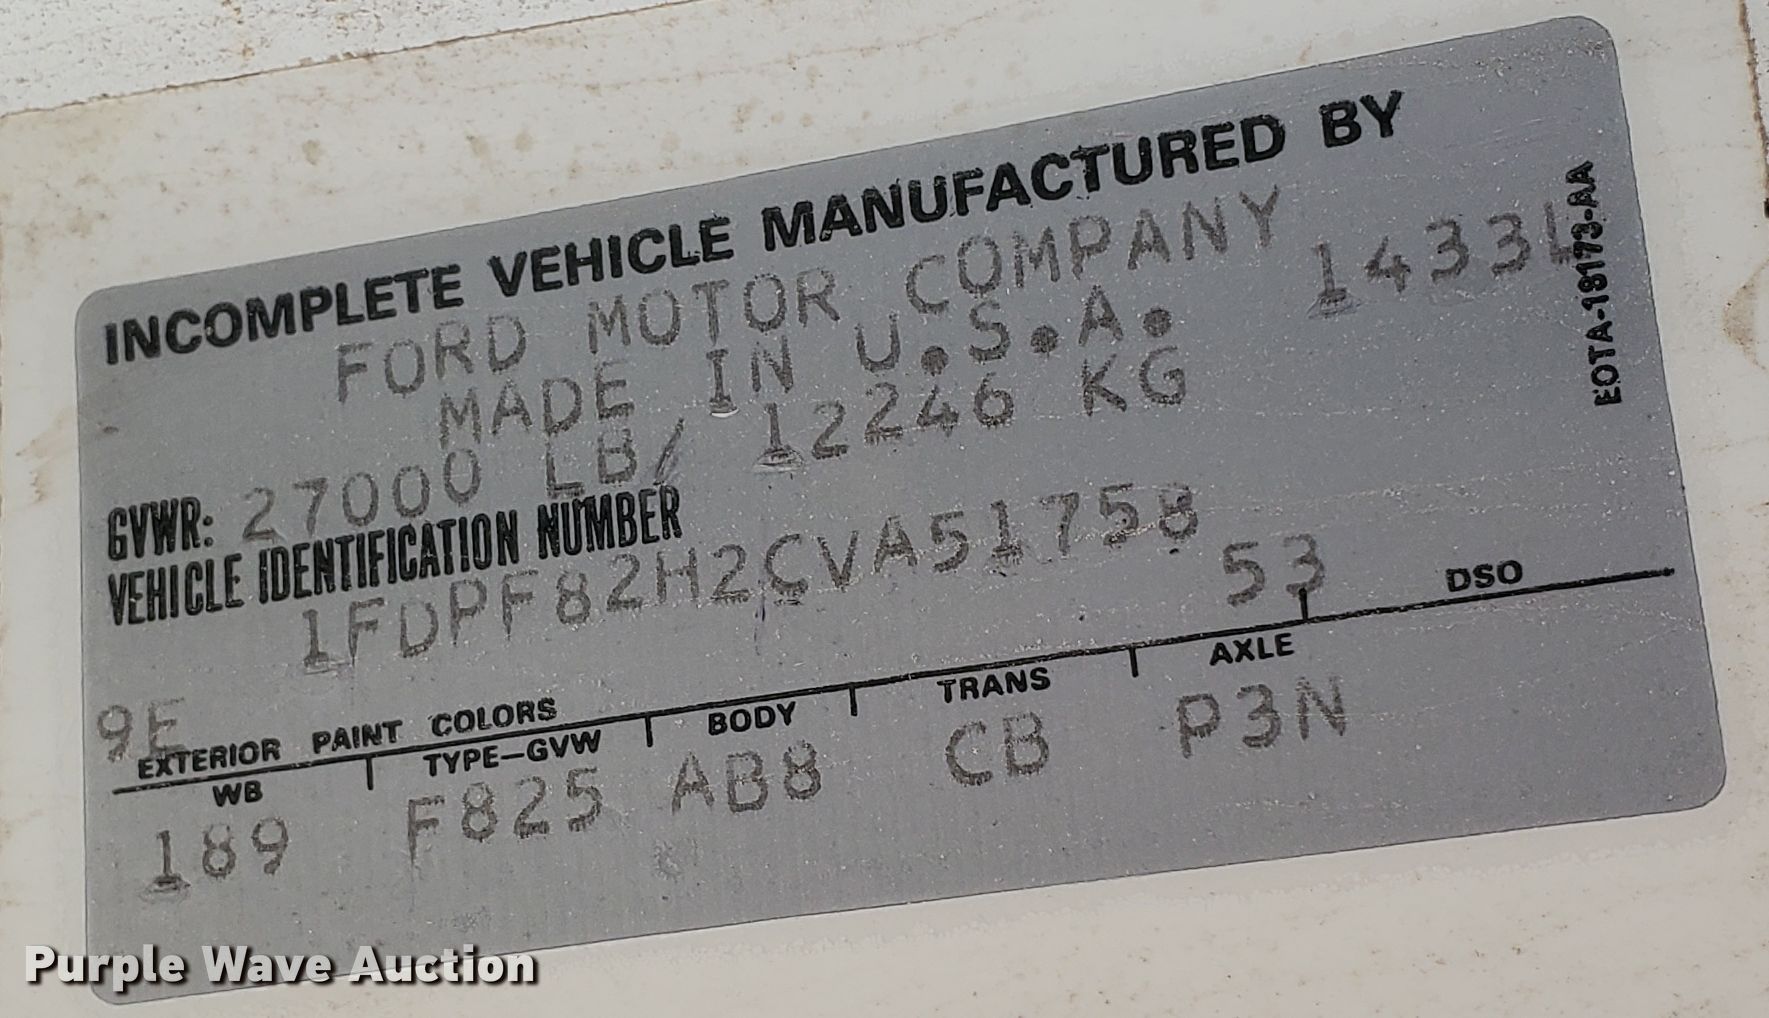 INCOMPLETE VEHICLE MANUFACTURED BY
FORD MOTOR COMPANY
MADE IN U.S.A.
1433L
EOTA-18173-AA
GVWR: 27000 LB/ 12246 KG
VEHICLE IDENTIFICATION NUMBER
1FDPF82H2CVA51758
53
DSO
9E
EXTERIOR PAINT COLORS
WB TYPE-GVW BODY TRANS AXLE
189 F825 AB8 CB P3N
Purple Wave Auction